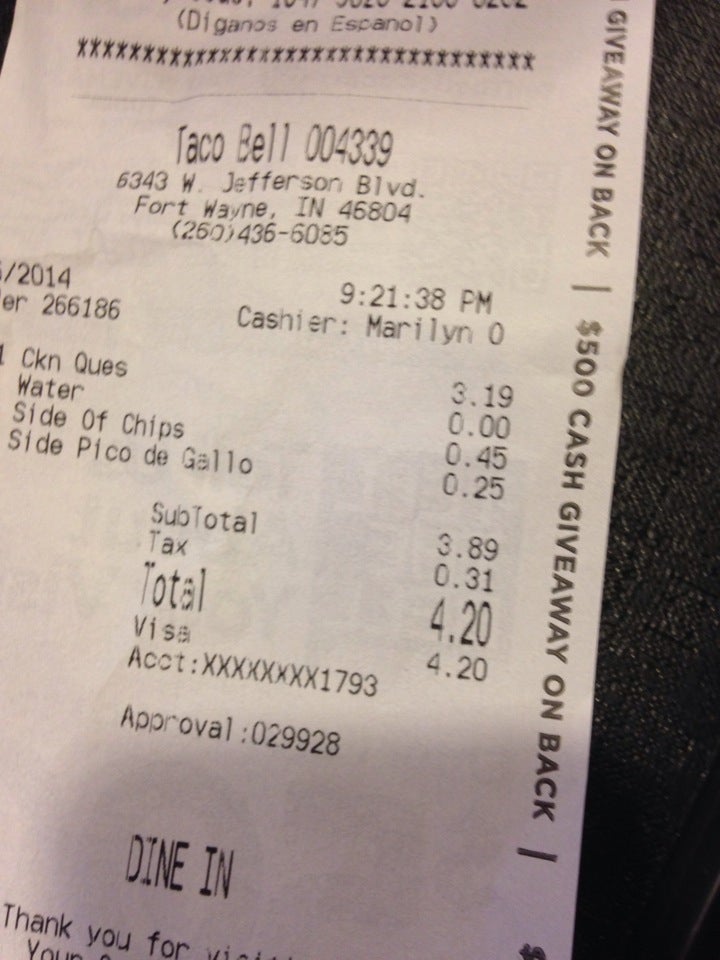 (Diganos en Espanol)
xxxxxxxxxxxxxxxxxxxxxxxxxxxxxxxxxxxxxx
Taco Bell 004339
6343 W. Jefferson Blvd.
Fort Wayne, IN 46804
(260)436-6085
/2014 9:21:38 PM
er 266186 Cashier: Marilyn O
1 Ckn Ques 3.19
Water 0.00
Side Of Chips 0.45
Side Pico de Gallo 0.25
SubTotal 3.89
Tax 0.31
Total 4.20
Visa 4.20
Acct:XXXXXXXX1793
Approval:029928
DINE IN
Thank you for
Your
GIVEAWAY ON BACK | $500 CASH GIVEAWAY ON BACK | $